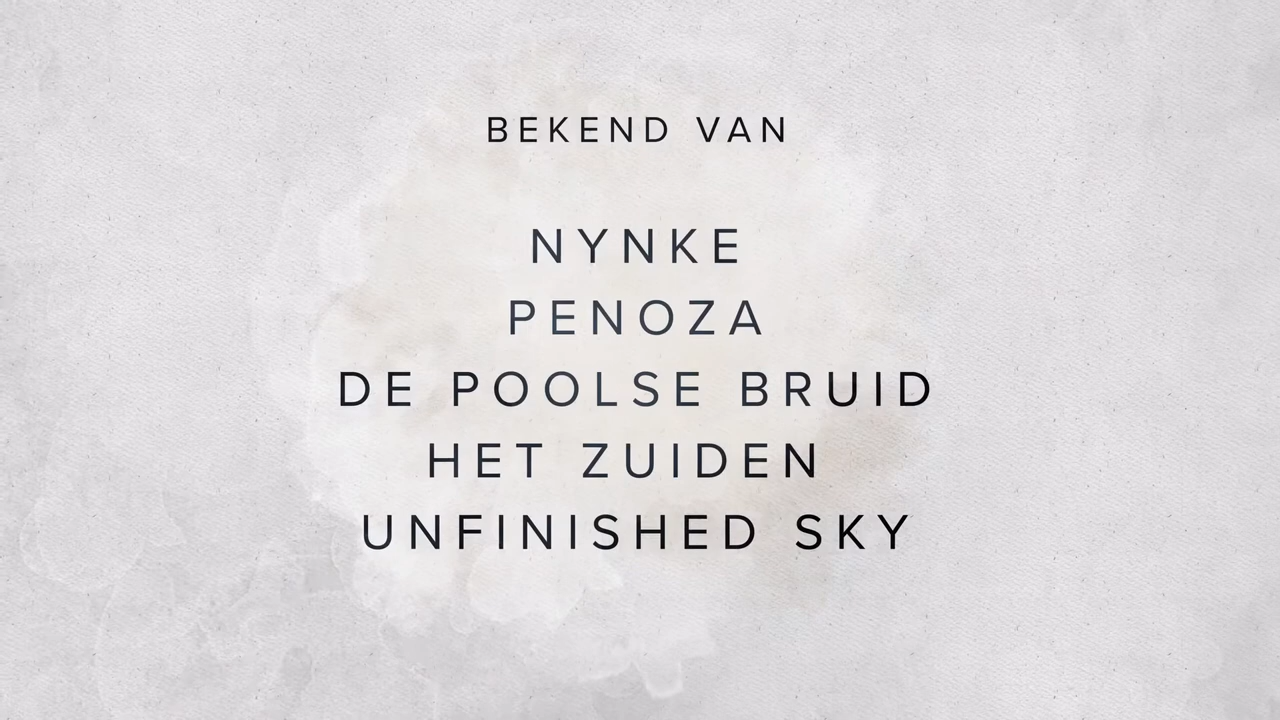 BEKEND VAN
NYNKE
PENOZA
DE POOLSE BRUID
HET ZUIDEN
UNFINISHED SKY